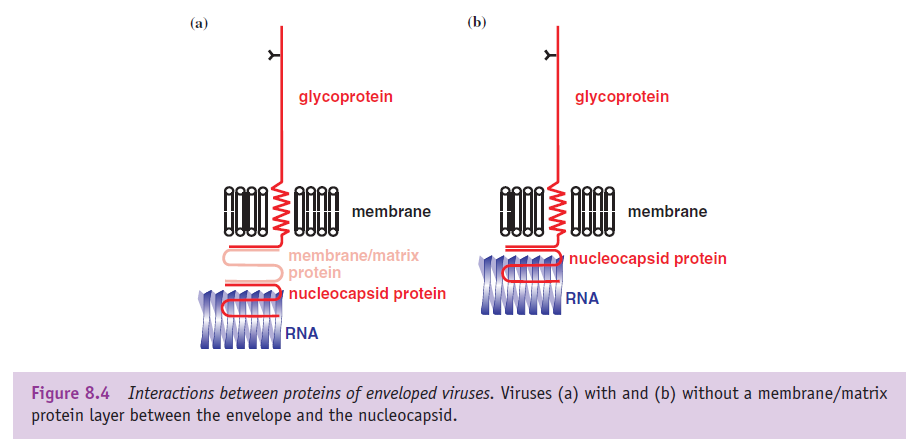 (a)
glycoprotein
membrane
membrane/matrix
protein
nucleocapsid protein
RNA
(b)
glycoprotein
membrane
nucleocapsid protein
RNA
Figure 8.4 Interactions between proteins of enveloped viruses. Viruses (a) with and (b) without a membrane/matrix
protein layer between the envelope and the nucleocapsid.